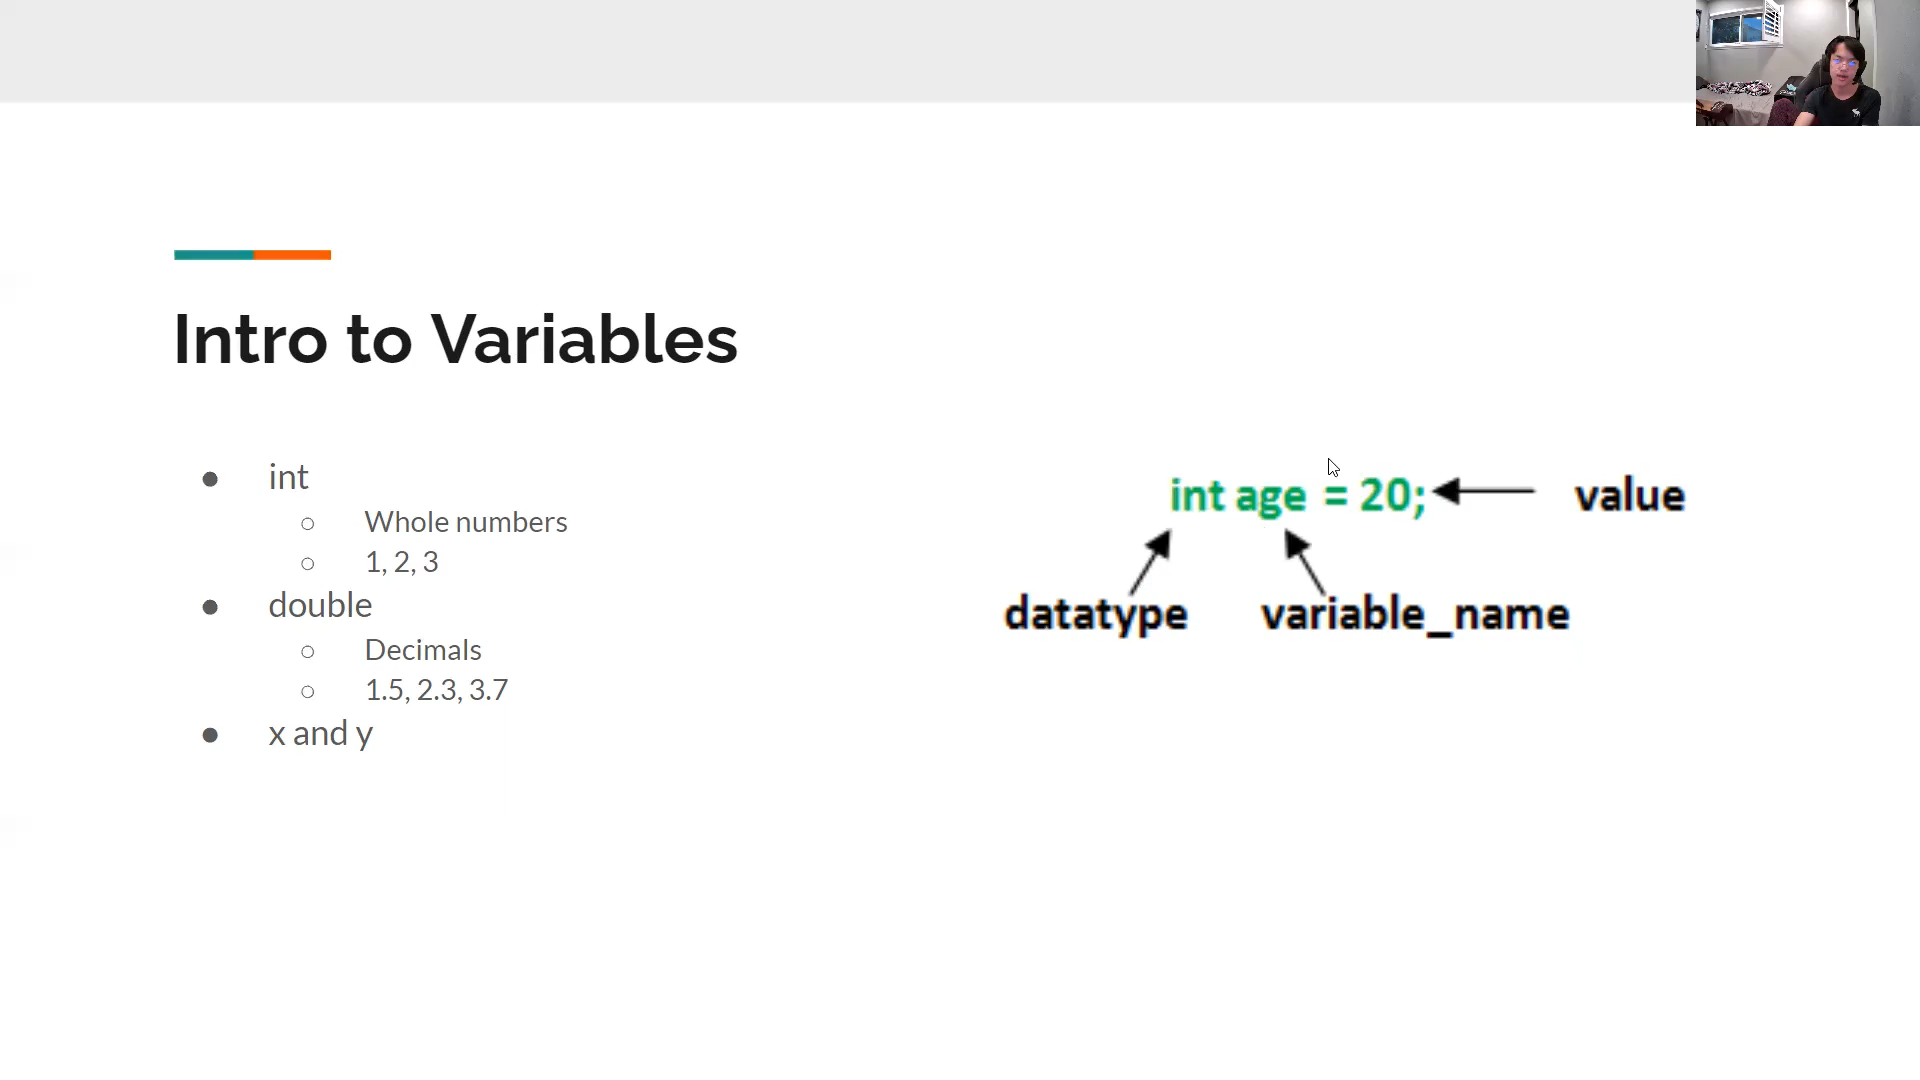 Intro to Variables
int
Whole numbers
1, 2, 3
double
Decimals
1.5, 2.3, 3.7
x and y
int age = 20;
value
datatype
variable_name